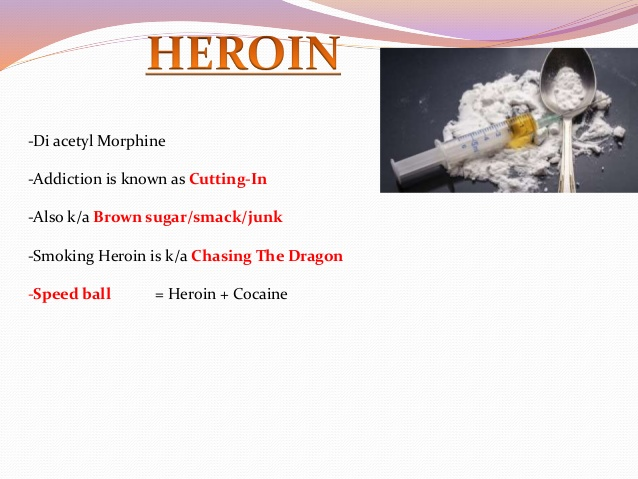 HEROIN
-Di acetyl Morphine
-Addiction is known as Cutting-In
-Also k/a Brown sugar/smack/junk
-Smoking Heroin is k/a Chasing The Dragon
-Speed ball = Heroin + Cocaine